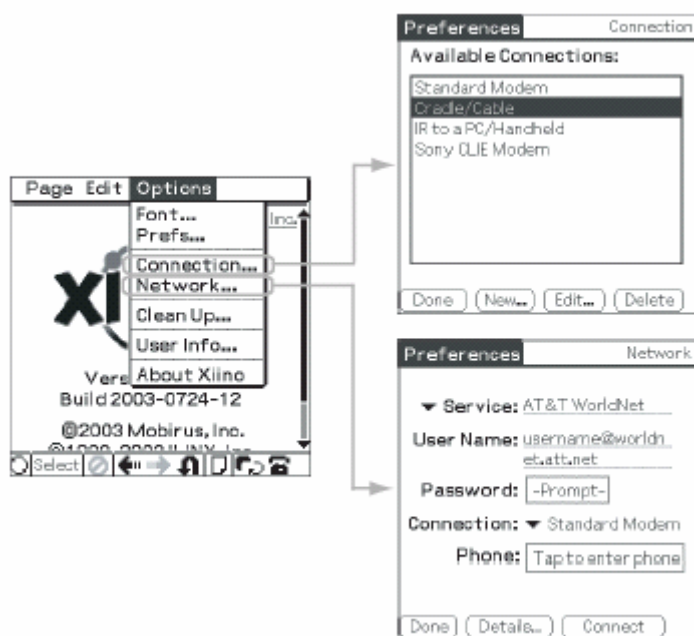 Page Edit Options
Font...
Prefs...
Connection...
Network...
Clean Up...
User Info...
About Xiino
Inc.
xi
Vers
Build 2003-0724-12
©2003 Mobirus, Inc.
Select
Preferences Connection
Available Connections:
Standard Modem
Cradle/Cable
IR to a PC/Handheld
Sony CLIE Modem
Done New... Edit... Delete
Preferences Network
Service: AT&T WorldNet
User Name: username@worldn
et.att.net
Password: -Prompt-
Connection: Standard Modem
Phone: Tap to enter phone
Done Details... Connect